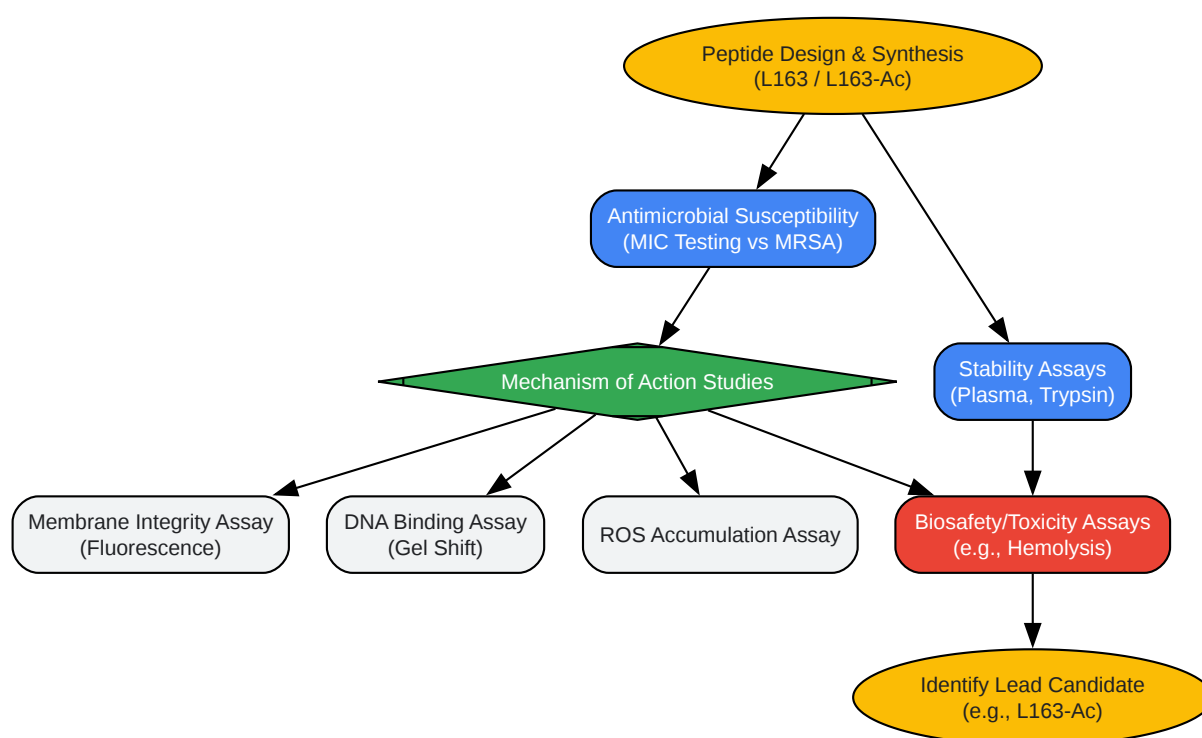 Peptide Design & Synthesis
(L163 / L163-Ac)
Antimicrobial Susceptibility
(MIC Testing vs MRSA)
Mechanism of Action Studies
Stability Assays
(Plasma, Trypsin)
Membrane Integrity Assay
(Fluorescence)
DNA Binding Assay
(Gel Shift)
ROS Accumulation Assay
Biosafety/Toxicity Assays
(e.g., Hemolysis)
Identify Lead Candidate
(e.g., L163-Ac)